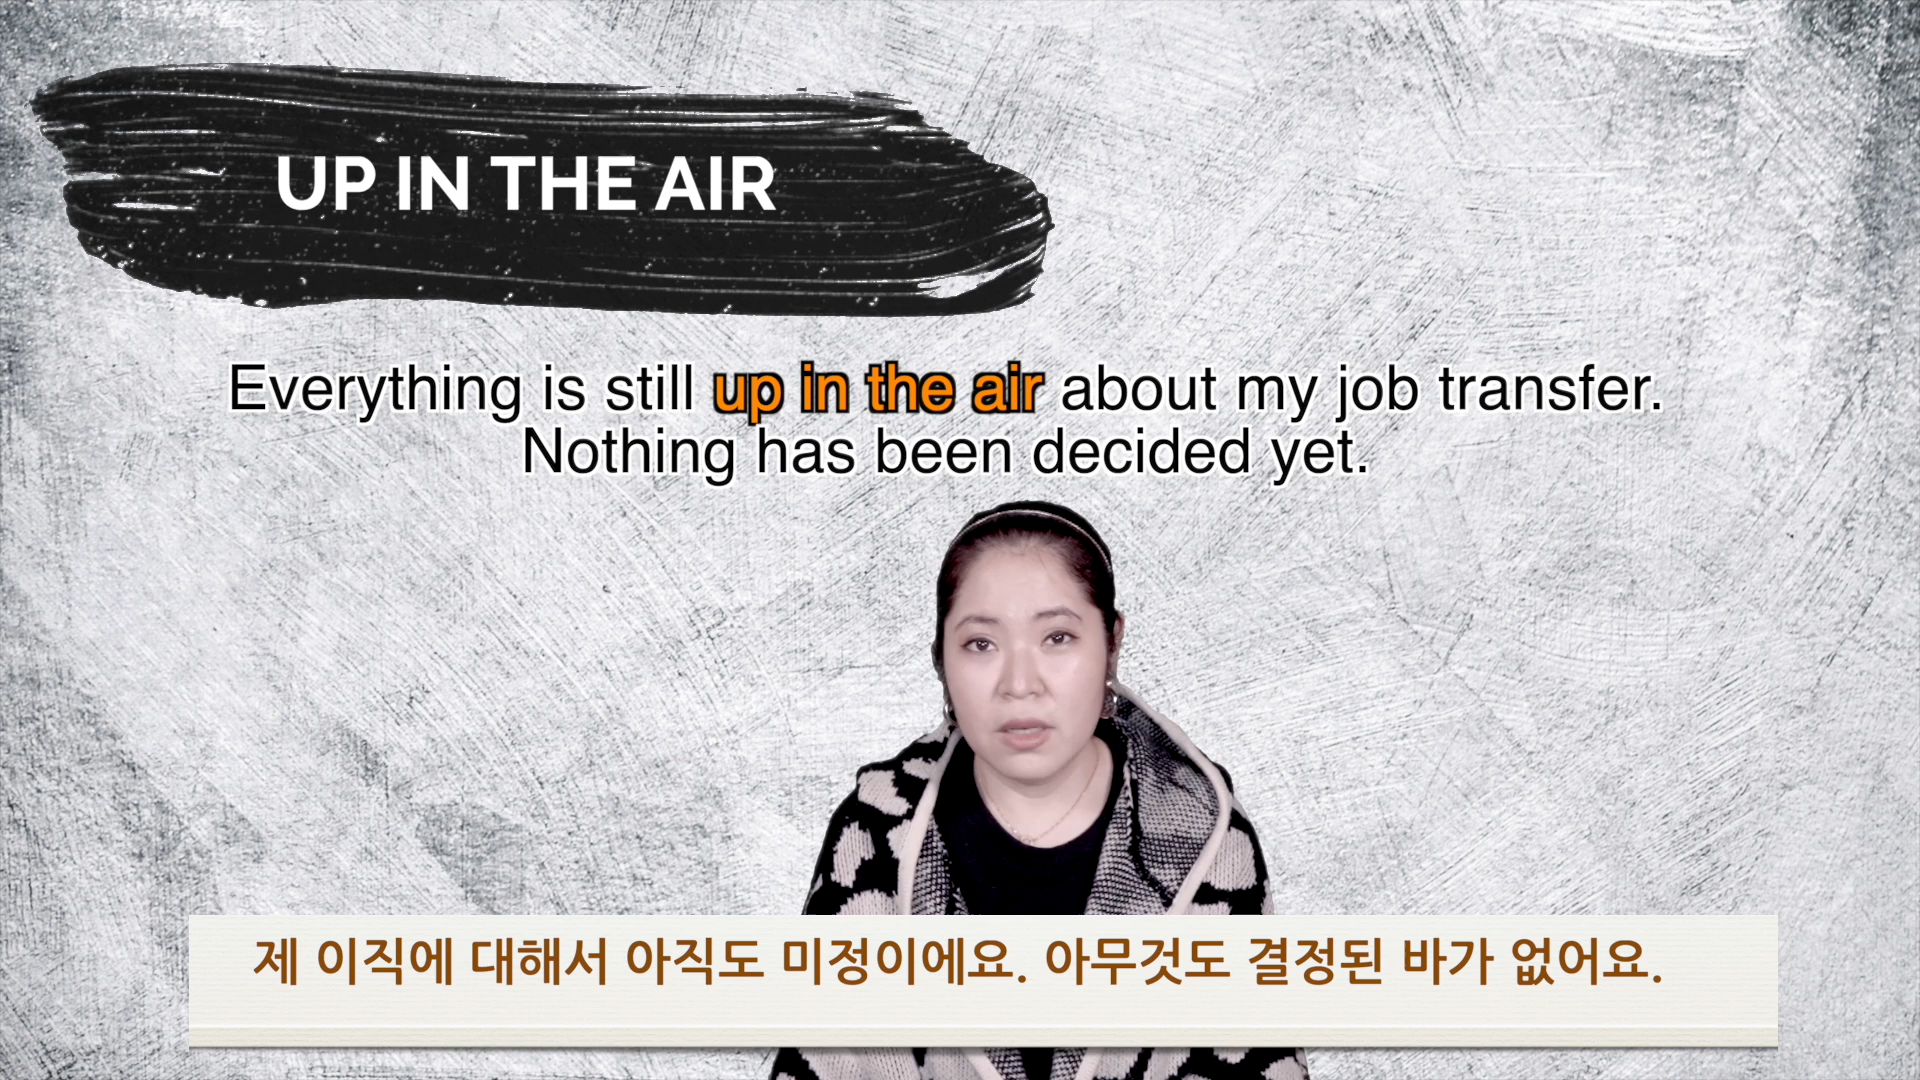 UP IN THE AIR
Everything is still up in the air about my job transfer.
Nothing has been decided yet.
제 이직에 대해서 아직도 미정이에요. 아무것도 결정된 바가 없어요.